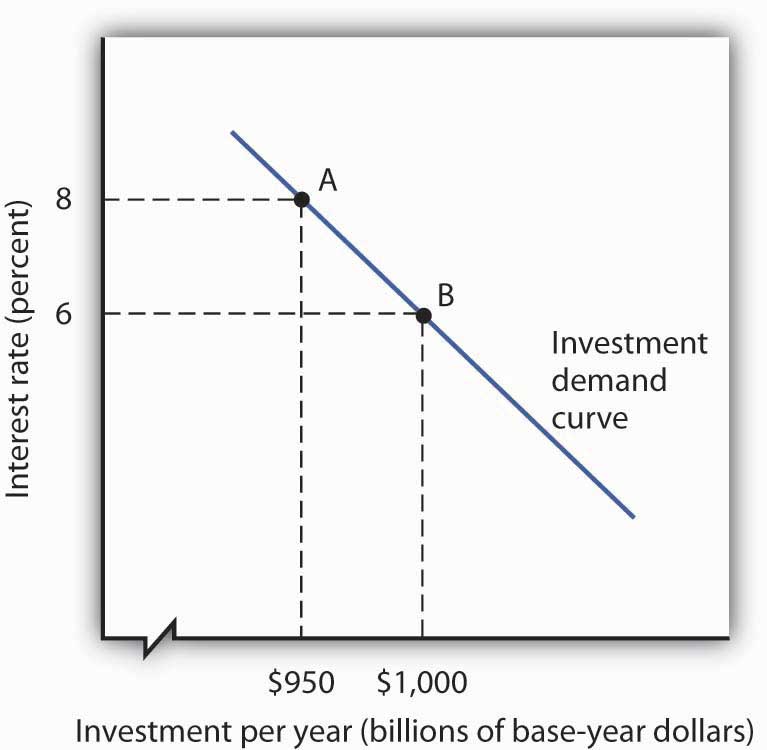 A
8
B
6
Investment
demand
curve
Interest rate (percent)
$950
$1,000
Investment per year (billions of base-year dollars)